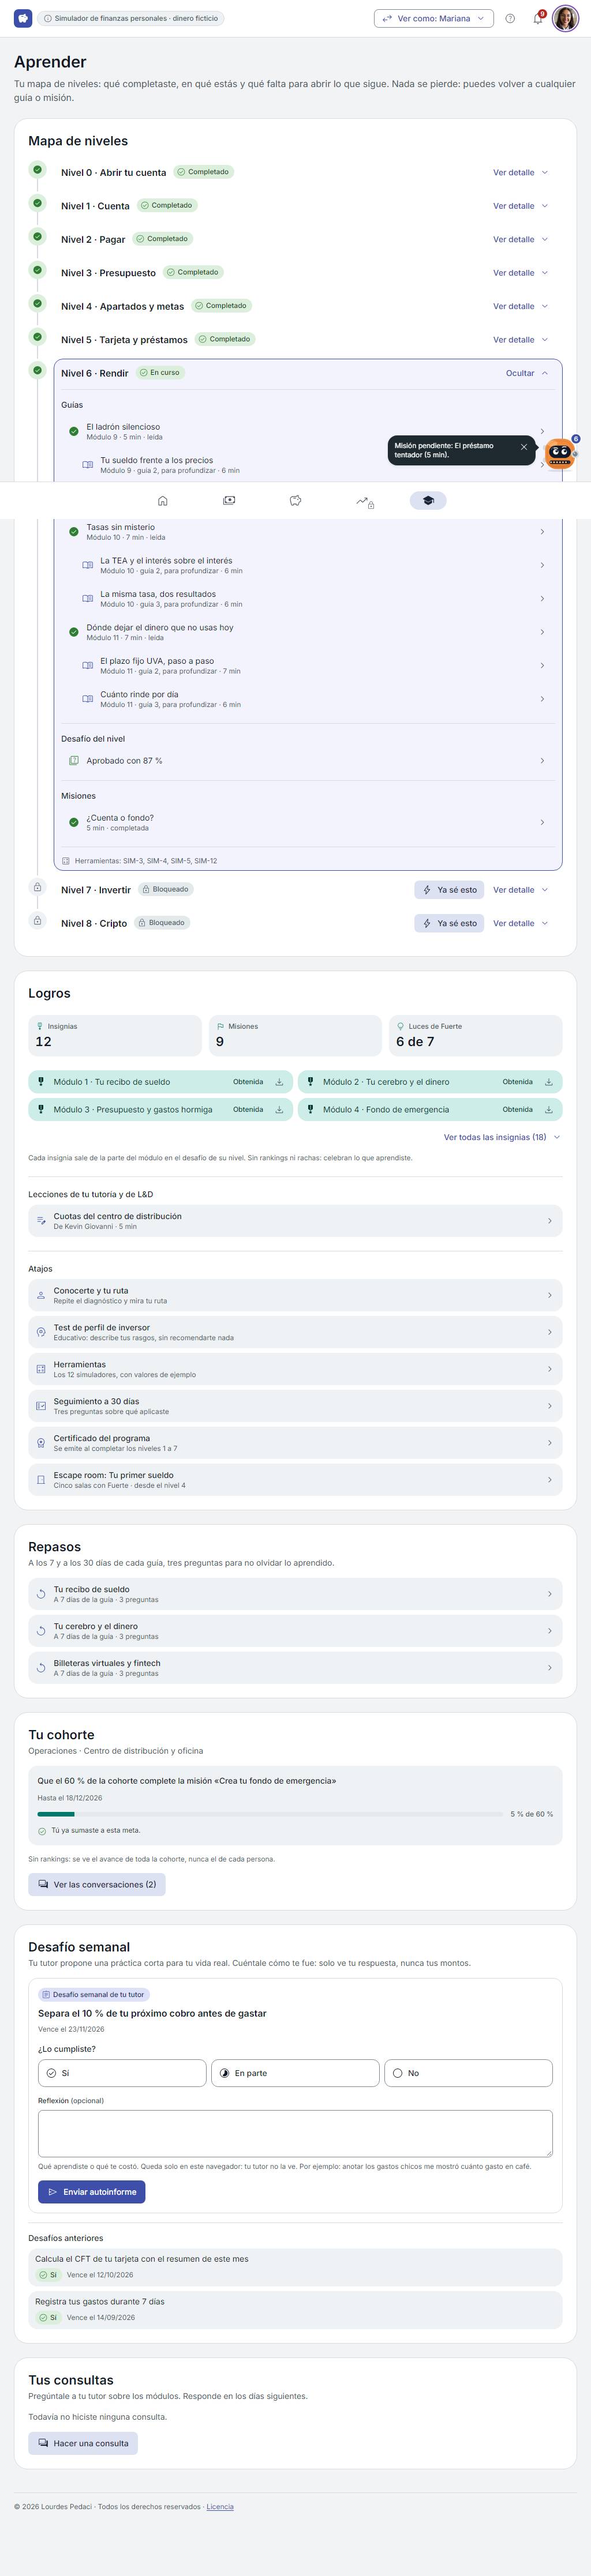 Simulador de finanzas personales · dinero ficticio
Ver como: Mariana
9
Aprender
Tu mapa de niveles: qué completaste, en qué estás y qué falta para abrir lo que sigue. Nada se pierde: puedes volver a cualquier
guía o misión.
Mapa de niveles
Nivel 0 · Abrir tu cuenta
Completado
Ver detalle
Nivel 1 · Cuenta
Completado
Ver detalle
Nivel 2 · Pagar
Completado
Ver detalle
Nivel 3 · Presupuesto
Completado
Ver detalle
Nivel 4 · Apartados y metas
Completado
Ver detalle
Nivel 5 · Tarjeta y préstamos
Completado
Ver detalle
Nivel 6 · Rendir
En curso
Ocultar
Guías
El ladrón silencioso
Módulo 9 · 5 min · leída
Misión pendiente: El préstamo
tentador (5 min).
6
Tu sueldo frente a los precios
Módulo 9 · guía 2, para profundizar · 6 min
Tasas sin misterio
Módulo 10 · 7 min · leída
La TEA y el interés sobre el interés
Módulo 10 · guía 2, para profundizar · 6 min
La misma tasa, dos resultados
Módulo 10 · guía 3, para profundizar · 6 min
Dónde dejar el dinero que no usas hoy
Módulo 11 · 7 min · leída
El plazo fijo UVA, paso a paso
Módulo 11 · guía 2, para profundizar · 7 min
Cuánto rinde por día
Módulo 11 · guía 3, para profundizar · 6 min
Desafío del nivel
Aprobado con 87 %
Misiones
¿Cuenta o fondo?
5 min · completada
Herramientas: SIM-3, SIM-4, SIM-5, SIM-12
Nivel 7 · Invertir
Bloqueado
Ya sé esto
Ver detalle
Nivel 8 · Cripto
Bloqueado
Ya sé esto
Ver detalle
Logros
Insignias
12
Misiones
9
Luces de Fuerte
6 de 7
Módulo 1 · Tu recibo de sueldo
Obtenida
Módulo 2 · Tu cerebro y el dinero
Obtenida
Módulo 3 · Presupuesto y gastos hormiga
Obtenida
Módulo 4 · Fondo de emergencia
Obtenida
Ver todas las insignias (18)
Cada insignia sale de la parte del módulo en el desafío de su nivel. Sin rankings ni rachas: celebran lo que aprendiste.
Lecciones de tu tutoría y de L&D
Cuotas del centro de distribución
De Kevin Giovanni · 5 min
Atajos
Conocerte y tu ruta
Repite el diagnóstico y mira tu ruta
Test de perfil de inversor
Educativo: describe tus rasgos, sin recomendarte nada
Herramientas
Los 12 simuladores, con valores de ejemplo
Seguimiento a 30 días
Tres preguntas sobre qué aplicaste
Certificado del programa
Se emite al completar los niveles 1 a 7
Escape room: Tu primer sueldo
Cinco salas con Fuerte · desde el nivel 4
Repasos
A los 7 y a los 30 días de cada guía, tres preguntas para no olvidar lo aprendido.
Tu recibo de sueldo
A 7 días de la guía · 3 preguntas
Tu cerebro y el dinero
A 7 días de la guía · 3 preguntas
Billeteras virtuales y fintech
A 7 días de la guía · 3 preguntas
Tu cohorte
Operaciones · Centro de distribución y oficina
Que el 60 % de la cohorte complete la misión «Crea tu fondo de emergencia»
Hasta el 18/12/2026
5 % de 60 %
Tú ya sumaste a esta meta.
Sin rankings: se ve el avance de toda la cohorte, nunca el de cada persona.
Ver las conversaciones (2)
Desafío semanal
Tu tutor propone una práctica corta para tu vida real. Cuéntale cómo te fue: solo ve tu respuesta, nunca tus montos.
Desafío semanal de tu tutor
Separa el 10 % de tu próximo cobro antes de gastar
Vence el 23/11/2026
¿Lo cumpliste?
Sí
En parte
No
Reflexión (opcional)
Qué aprendiste o qué te costó. Queda solo en este navegador: tu tutor no la ve. Por ejemplo: anotar los gastos chicos me mostró cuánto gasto en café.
Enviar autoinforme
Desafíos anteriores
Calcula el CFT de tu tarjeta con el resumen de este mes
Sí
Vence el 12/10/2026
Registra tus gastos durante 7 días
Sí
Vence el 14/09/2026
Tus consultas
Pregúntale a tu tutor sobre los módulos. Responde en los días siguientes.
Todavía no hiciste ninguna consulta.
Hacer una consulta
© 2026 Lourdes Pedaci · Todos los derechos reservados · Licencia